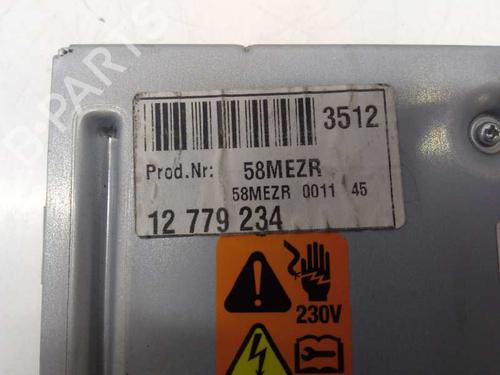 3512
Prod.Nr: 58MEZR
58MEZR 0011 45
12 779 234
230V
B-PARTS